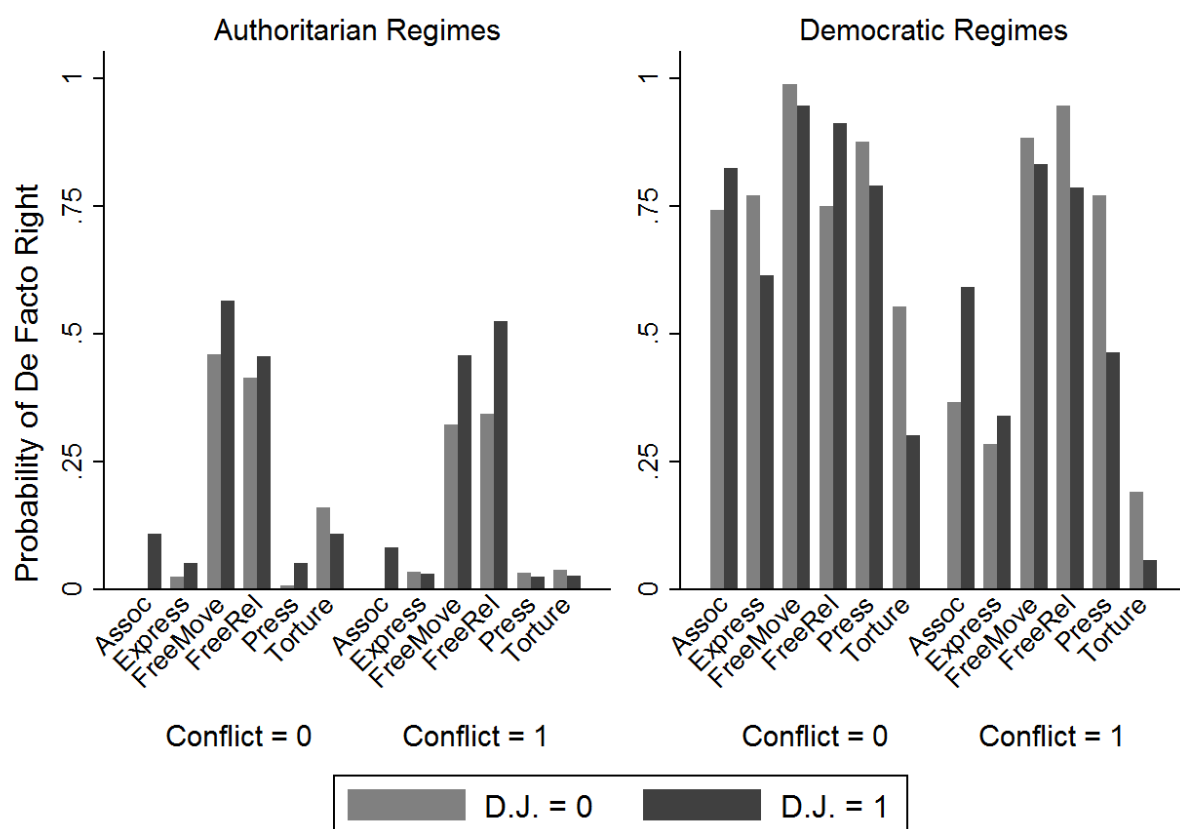 Authoritarian Regimes
Democratic Regimes
Probability of De Facto Right
1
.75
.5
.25
0
Assoc
Express
FreeMove
FreeRel
Press
Torture
Assoc
Express
FreeMove
FreeRel
Press
Torture
Conflict = 0
Conflict = 1
1
.75
.5
.25
0
Assoc
Express
FreeMove
FreeRel
Press
Torture
Assoc
Express
FreeMove
FreeRel
Press
Torture
Conflict = 0
Conflict = 1
D.J. = 0
D.J. = 1